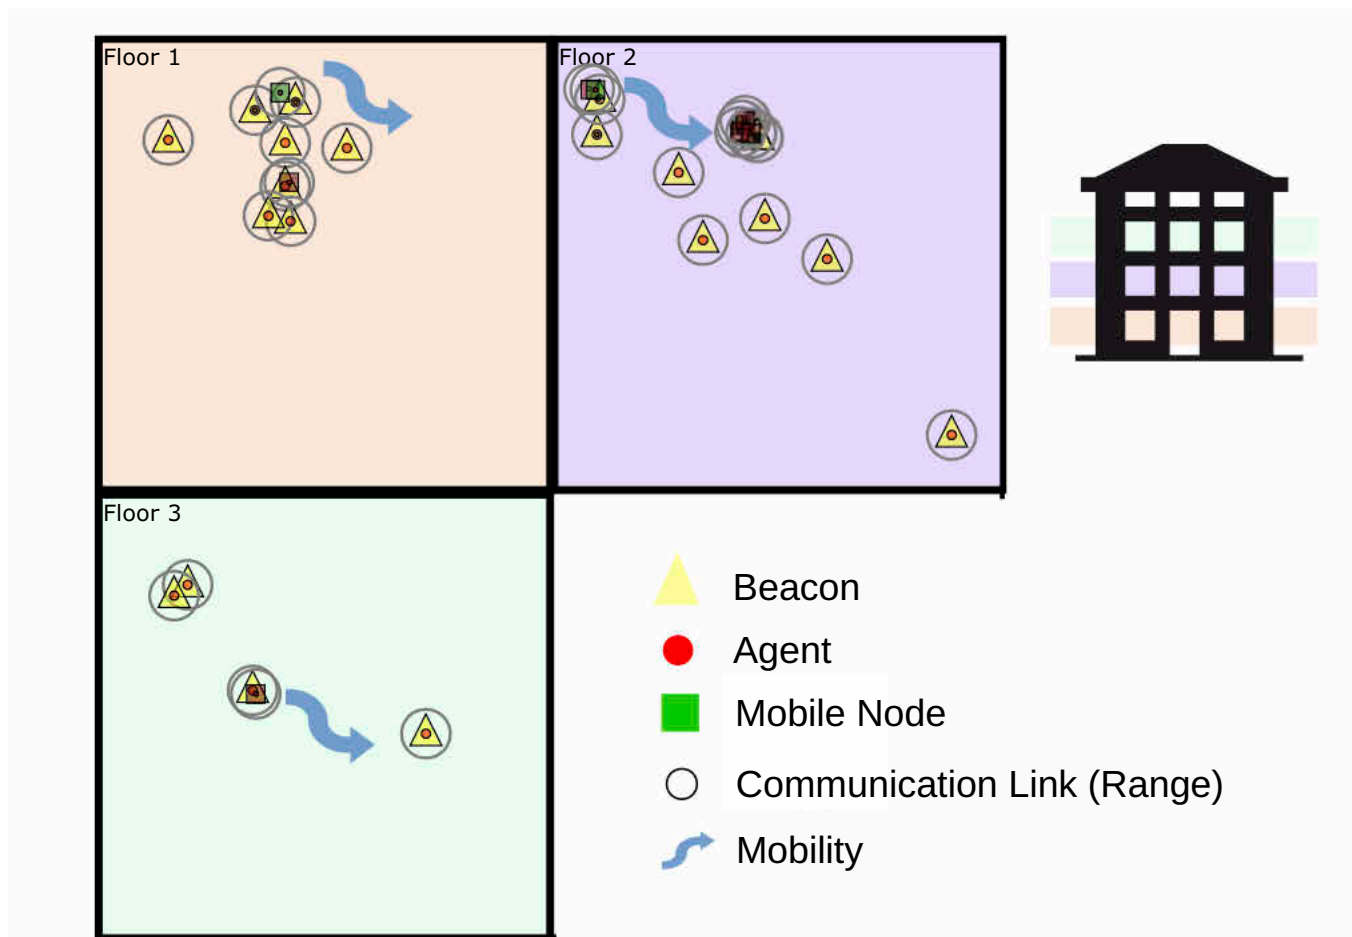 Floor 1
Floor 2
Floor 3
Beacon
Agent
Mobile Node
Communication Link (Range)
Mobility